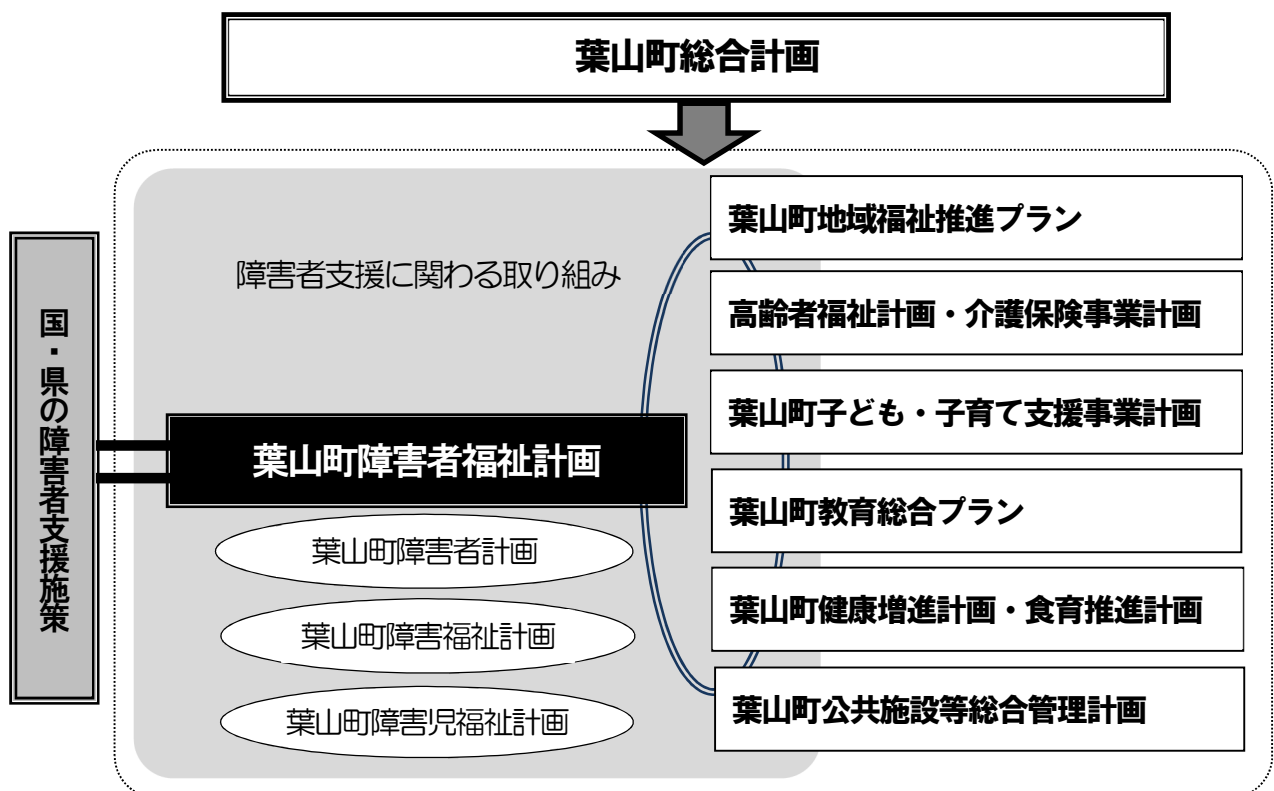 葉山町総合計画
国・県の障害者支援施策
障害者支援に関わる取り組み
葉山町障害者福祉計画
葉山町障害者計画
葉山町障害福祉計画
葉山町障害児福祉計画
葉山町地域福祉推進プラン
高齢者福祉計画・介護保険事業計画
葉山町子ども・子育て支援事業計画
葉山町教育総合プラン
葉山町健康増進計画・食育推進計画
葉山町公共施設等総合管理計画